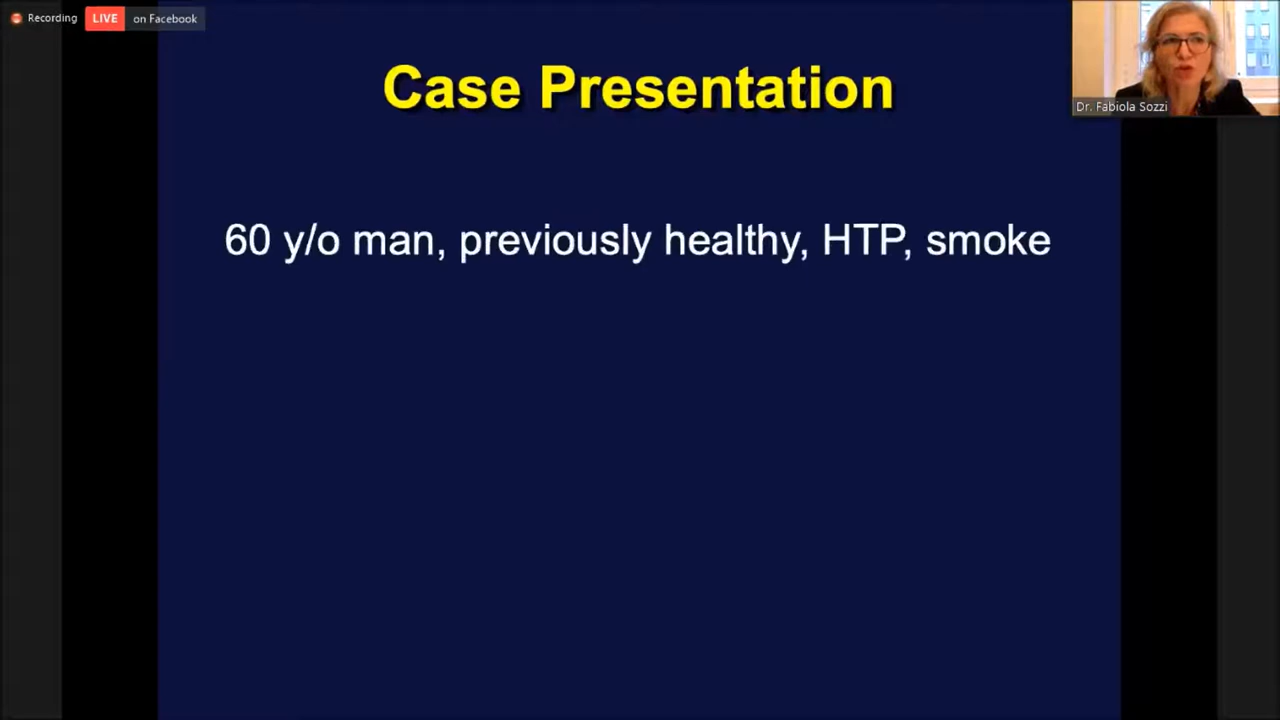 Recording
LIVE on Facebook
Case Presentation
Dr. Fabiola Sozzi
60 y/o man, previously healthy, HTP, smoke